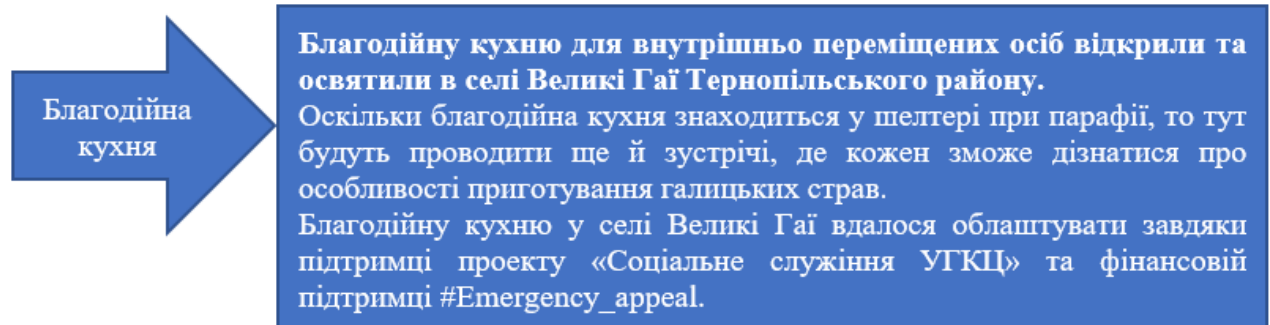 Благодійна
кухня
Благодійну кухню для внутрішньо переміщених осіб відкрили та
освятили в селі Великі Гаї Тернопільського району.
Оскільки благодійна кухня знаходиться у шелтері при парафії, то тут
будуть проводити ще й зустрічі, де кожен зможе дізнатися про
особливості приготування галицьких страв.
Благодійну кухню у селі Великі Гаї вдалося облаштувати завдяки
підтримці проекту «Соціальне служіння УГКЦ» та фінансовій
підтримці #Emergency_appeal.